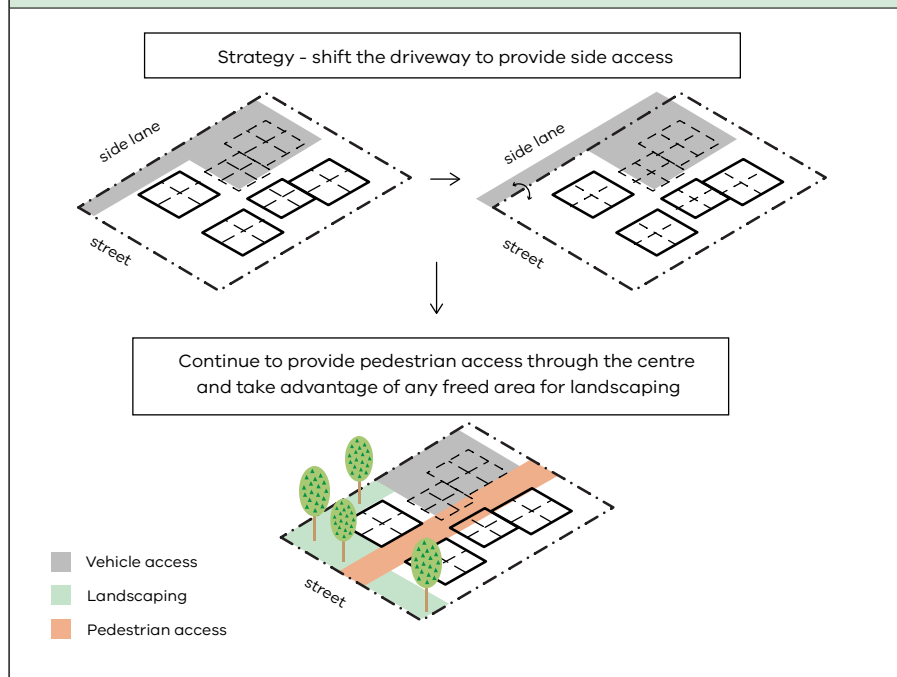 Strategy - shift the driveway to provide side access
side lane
street
side lane
street
Continue to provide pedestrian access through the centre
and take advantage of any freed area for landscaping
street
Vehicle access
Landscaping
Pedestrian access